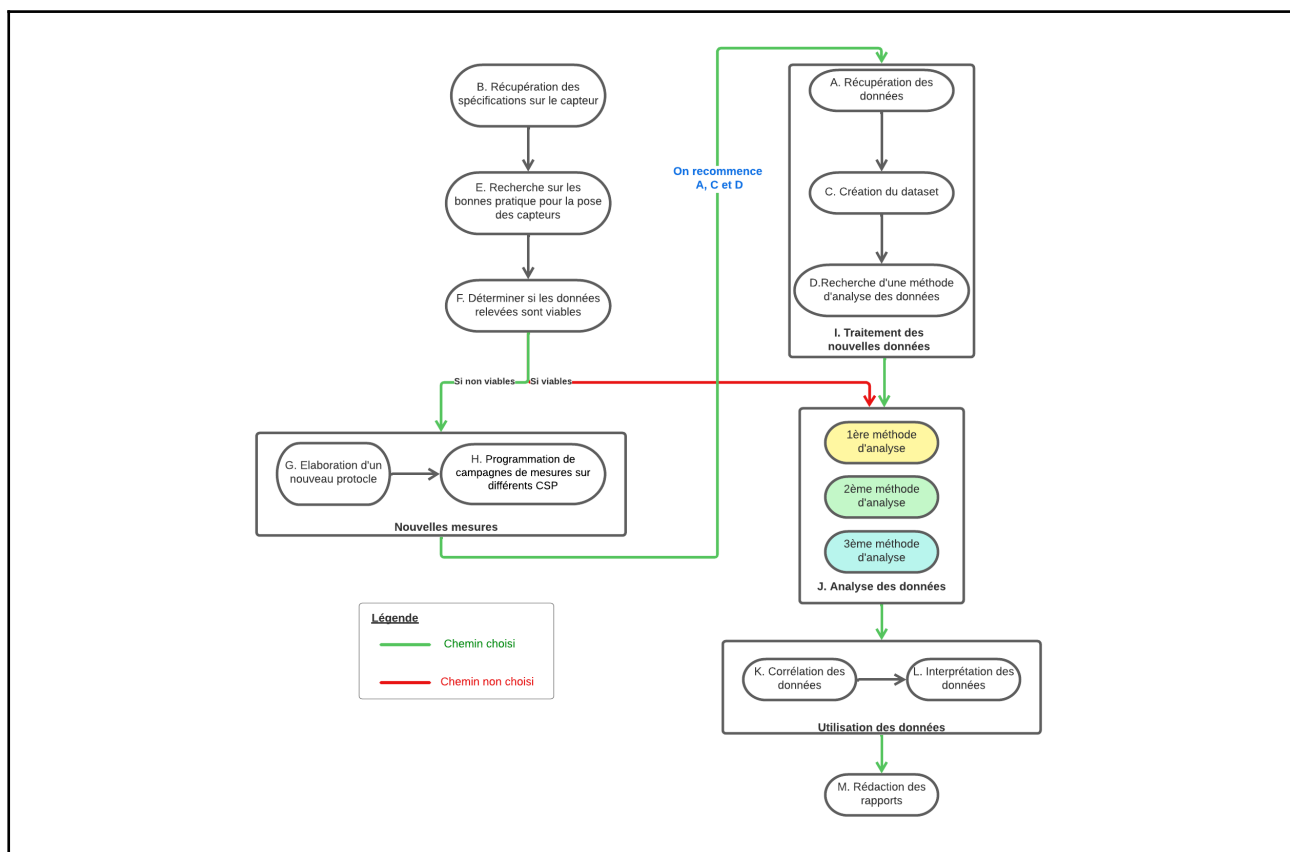 B. Récupération des
spécifications sur le capteur
E. Recherche sur les
bonnes pratique pour la pose
des capteurs
F. Déterminer si les données
relevées sont viables
Si non viables
Si viables
G. Elaboration d'un
nouveau protocle
H. Programmation de
campagnes de mesures sur
différents CSP
Nouvelles mesures
On recommence
A, C et D
A. Récupération des
données
C. Création du dataset
D.Recherche d'une méthode
d'analyse des données
I. Traitement des
nouvelles données
1ère méthode
d'analyse
2ème méthode
d'analyse
3ème méthode
d'analyse
J. Analyse des données
K. Corrélation des
données
L. Interprétation des
données
Utilisation des données
M. Rédaction des
rapports
Légende
Chemin choisi
Chemin non choisi